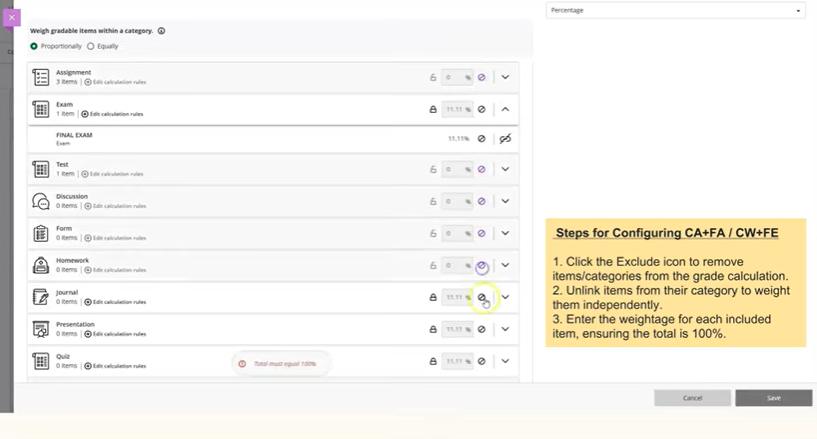 Percentage
Weigh gradable items within a category.
Proportionally Equally
Assignment
3 items | Edit calculation rules
0 %
Exam
1 item | Edit calculation rules
11.11 %
FINAL EXAM
Exam
11.11%
Test
1 item | Edit calculation rules
0 %
Discussion
0 items | Edit calculation rules
0 %
Form
0 items | Edit calculation rules
0 %
Homework
0 items | Edit calculation rules
0 %
Journal
0 items | Edit calculation rules
11.11 %
Presentation
0 items | Edit calculation rules
11.11 %
Quiz
0 items | Edit calculation rules
11.11 %
Total must equal 100%
Steps for Configuring CA+FA / CW+FE
1. Click the Exclude icon to remove
items/categories from the grade calculation.
2. Unlink items from their category to weight
them independently.
3. Enter the weightage for each included
item, ensuring the total is 100%.
Cancel Save